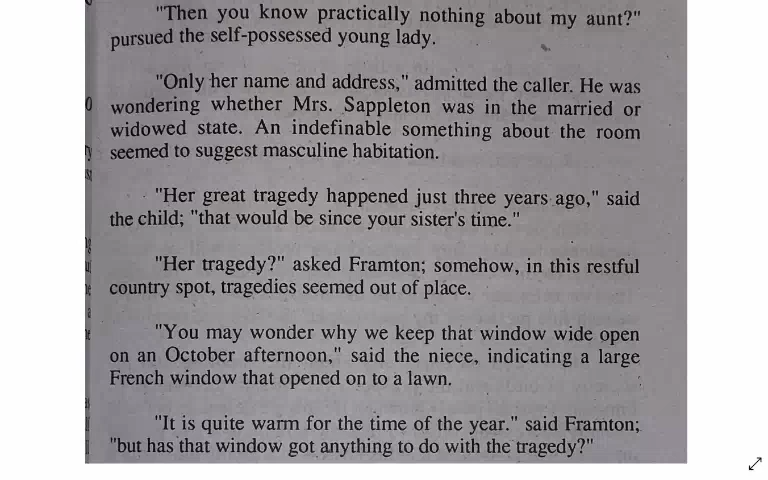 "Then you know practically nothing about my aunt?"
pursued the self-possessed young lady.
"Only her name and address," admitted the caller. He was
wondering whether Mrs. Sappleton was in the married or
widowed state. An indefinable something about the room
seemed to suggest masculine habitation.
"Her great tragedy happened just three years ago," said
the child; "that would be since your sister's time."
"Her tragedy?" asked Framton; somehow, in this restful
country spot, tragedies seemed out of place.
"You may wonder why we keep that window wide open
on an October afternoon," said the niece, indicating a large
French window that opened on to a lawn.
"It is quite warm for the time of the year." said Framton;
"but has that window got anything to do with the tragedy?"